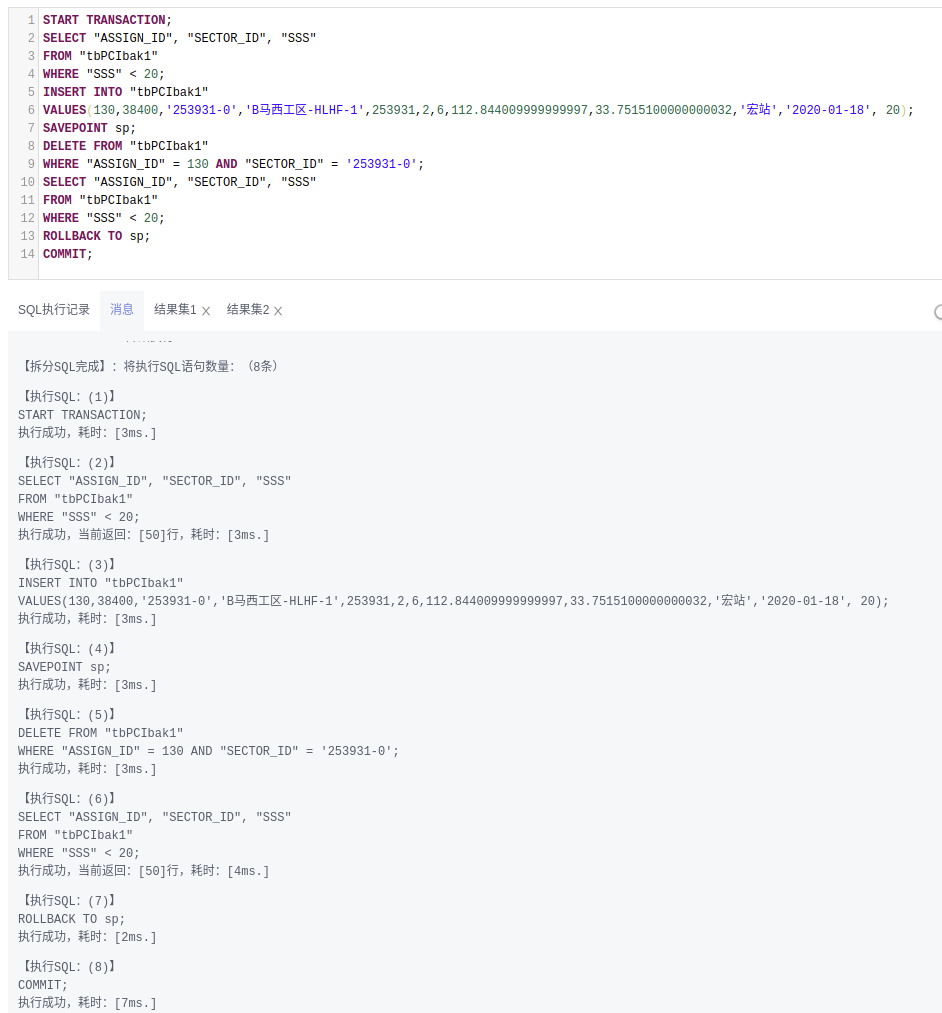 1 START TRANSACTION;
2 SELECT "ASSIGN_ID", "SECTOR_ID", "SSS"
3 FROM "tbPCIbak1"
4 WHERE "SSS" < 20;
5 INSERT INTO "tbPCIbak1"
6 VALUES(130,38400,'253931-0','B马西工区-HLHF-1',253931,2,6,112.844009999999997,33.7515100000000032,'宏站','2020-01-18', 20);
7 SAVEPOINT sp;
8 DELETE FROM "tbPCIbak1"
9 WHERE "ASSIGN_ID" = 130 AND "SECTOR_ID" = '253931-0';
10 SELECT "ASSIGN_ID", "SECTOR_ID", "SSS"
11 FROM "tbPCIbak1"
12 WHERE "SSS" < 20;
13 ROLLBACK TO sp;
14 COMMIT;
SQL执行记录 消息 结果集1 X 结果集2 X
【拆分SQL完成】：将执行SQL语句数量：（8条）
【执行SQL：(1)】
START TRANSACTION;
执行成功，耗时：[3ms.]
【执行SQL：(2)】
SELECT "ASSIGN_ID", "SECTOR_ID", "SSS"
FROM "tbPCIbak1"
WHERE "SSS" < 20;
执行成功，当前返回：[50]行，耗时：[3ms.]
【执行SQL：(3)】
INSERT INTO "tbPCIbak1"
VALUES(130,38400,'253931-0','B马西工区-HLHF-1',253931,2,6,112.844009999999997,33.7515100000000032,'宏站','2020-01-18', 20);
执行成功，耗时：[3ms.]
【执行SQL：(4)】
SAVEPOINT sp;
执行成功，耗时：[3ms.]
【执行SQL：(5)】
DELETE FROM "tbPCIbak1"
WHERE "ASSIGN_ID" = 130 AND "SECTOR_ID" = '253931-0';
执行成功，耗时：[3ms.]
【执行SQL：(6)】
SELECT "ASSIGN_ID", "SECTOR_ID", "SSS"
FROM "tbPCIbak1"
WHERE "SSS" < 20;
执行成功，当前返回：[50]行，耗时：[4ms.]
【执行SQL：(7)】
ROLLBACK TO sp;
执行成功，耗时：[2ms.]
【执行SQL：(8)】
COMMIT;
执行成功，耗时：[7ms.]